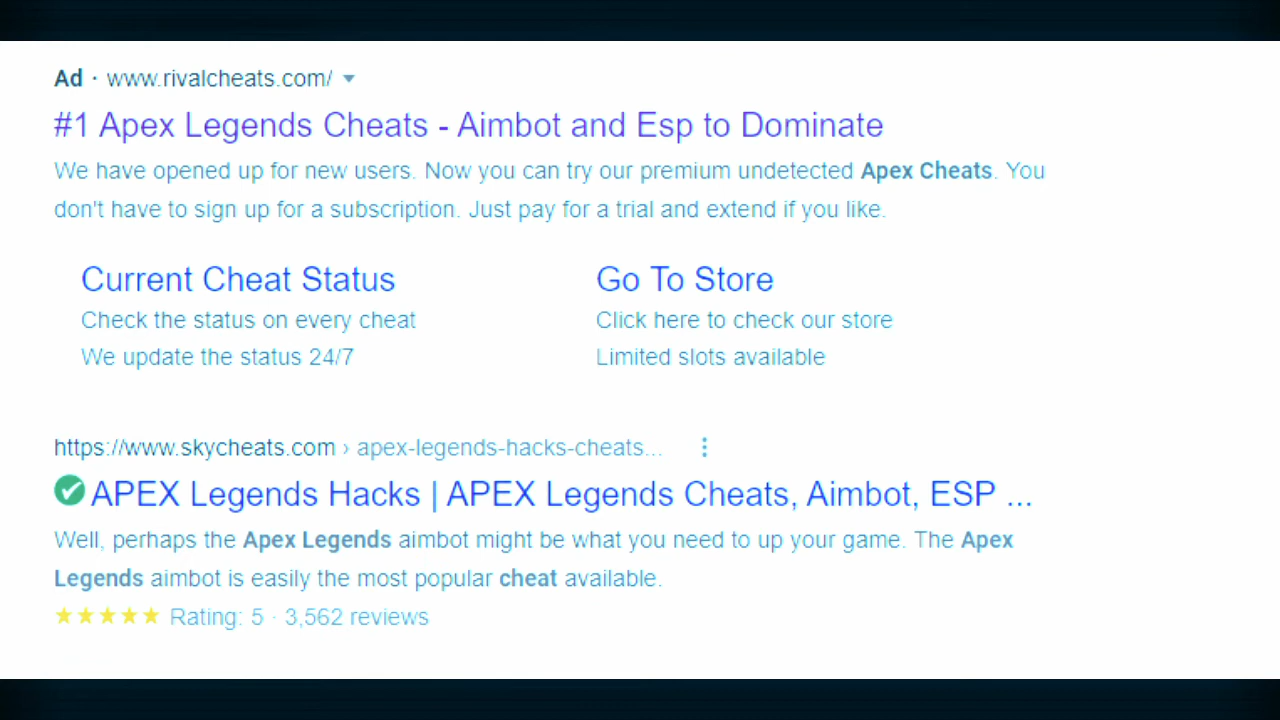 Ad · www.rivalcheats.com/
#1 Apex Legends Cheats - Aimbot and Esp to Dominate
We have opened up for new users. Now you can try our premium undetected Apex Cheats. You
don't have to sign up for a subscription. Just pay for a trial and extend if you like.
Current Cheat Status
Check the status on every cheat
We update the status 24/7
Go To Store
Click here to check our store
Limited slots available
https://www.skycheats.com › apex-legends-hacks-cheats...
APEX Legends Hacks | APEX Legends Cheats, Aimbot, ESP ...
Well, perhaps the Apex Legends aimbot might be what you need to up your game. The Apex
Legends aimbot is easily the most popular cheat available.
Rating: 5 · 3,562 reviews